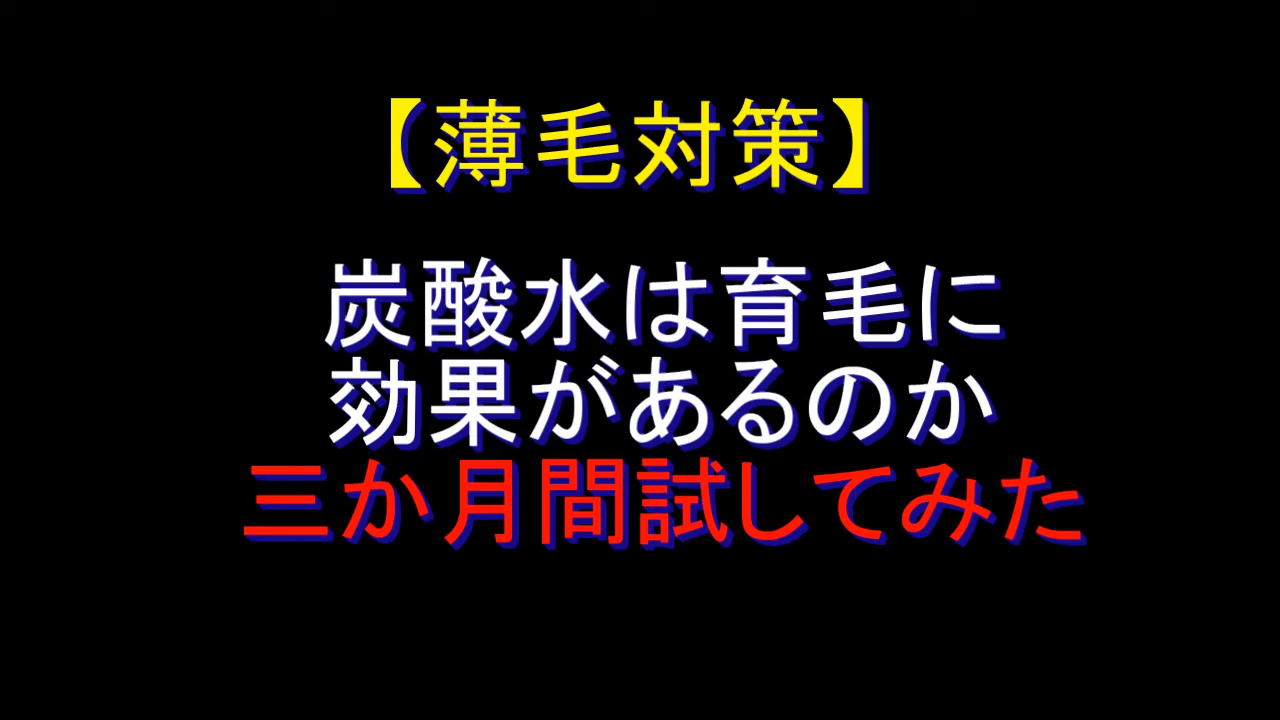 【薄毛対策】
炭酸水は育毛に
効果があるのか
三か月間試してみた